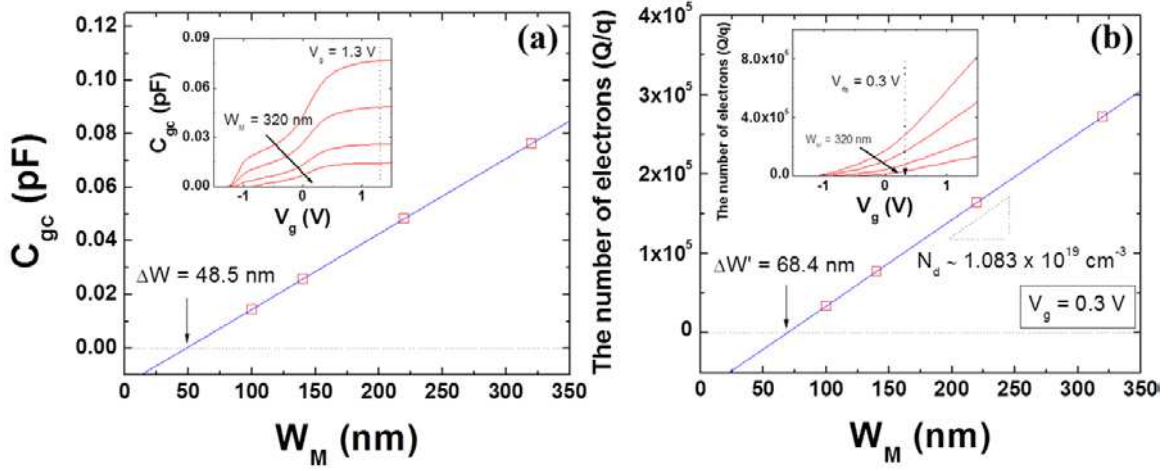 (a)
0.12
0.10
0.08
0.06
0.04
0.02
0.00
C_gc (pF)
0.09
0.06
0.03
0.00
C_gc (pF)
V_g = 1.3 V
W_M = 320 nm
-1 0 1
V_g (V)
ΔW = 48.5 nm
0 50 100 150 200 250 300 350
W_M (nm)
(b)
4x10^5
3x10^5
2x10^5
1x10^5
0
The number of electrons (Q/q)
8.0x10^5
4.0x10^5
0.0
The number of electrons (Q/q)
V_fb = 0.3 V
W_M = 320 nm
-1 0 1
V_g (V)
ΔW' = 68.4 nm
N_d ~ 1.083 x 10^19 cm^-3
V_g = 0.3 V
0 50 100 150 200 250 300 350
W_M (nm)